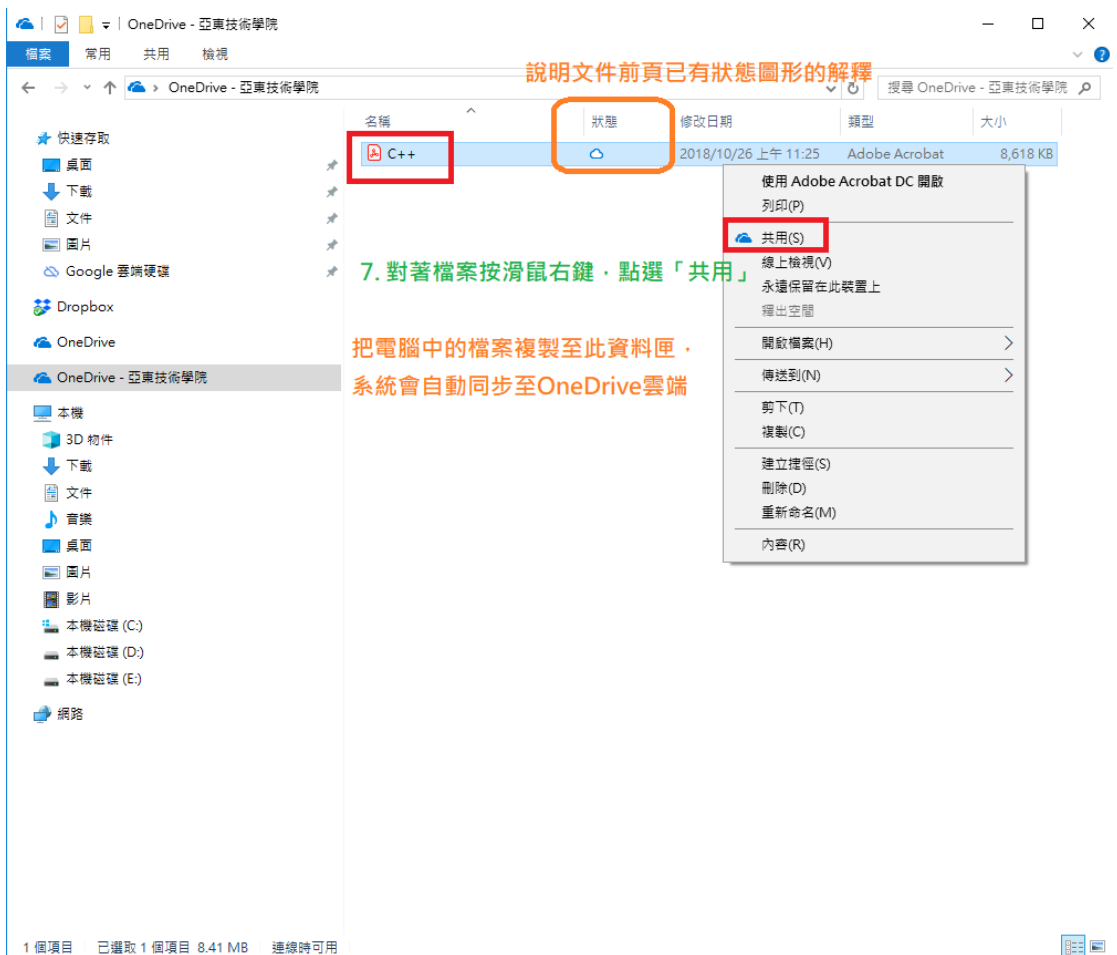 OneDrive - 亞東技術學院
檔案 常用 共用 檢視
說明文件前頁已有狀態圖形的解釋
OneDrive - 亞東技術學院
搜尋 OneDrive - 亞東技術學院
名稱 狀態 修改日期 類型 大小
C++ 2018/10/26 上午 11:25 Adobe Acrobat 8,618 KB
快速存取
桌面
下載
文件
圖片
Google 雲端硬碟
Dropbox
OneDrive
OneDrive - 亞東技術學院
本機
3D 物件
下載
文件
音樂
桌面
圖片
影片
本機磁碟 (C:)
本機磁碟 (D:)
本機磁碟 (E:)
網路
使用 Adobe Acrobat DC 開啟
列印(P)
共用(S)
線上檢視(V)
永遠保留在此裝置上
釋出空間
開啟檔案(H)
傳送到(N)
剪下(T)
複製(C)
建立捷徑(S)
刪除(D)
重新命名(M)
內容(R)
7. 對著檔案按滑鼠右鍵，點選「共用」
把電腦中的檔案複製至此資料匣，
系統會自動同步至OneDrive雲端
1 個項目 已選取 1 個項目 8.41 MB 連線時可用